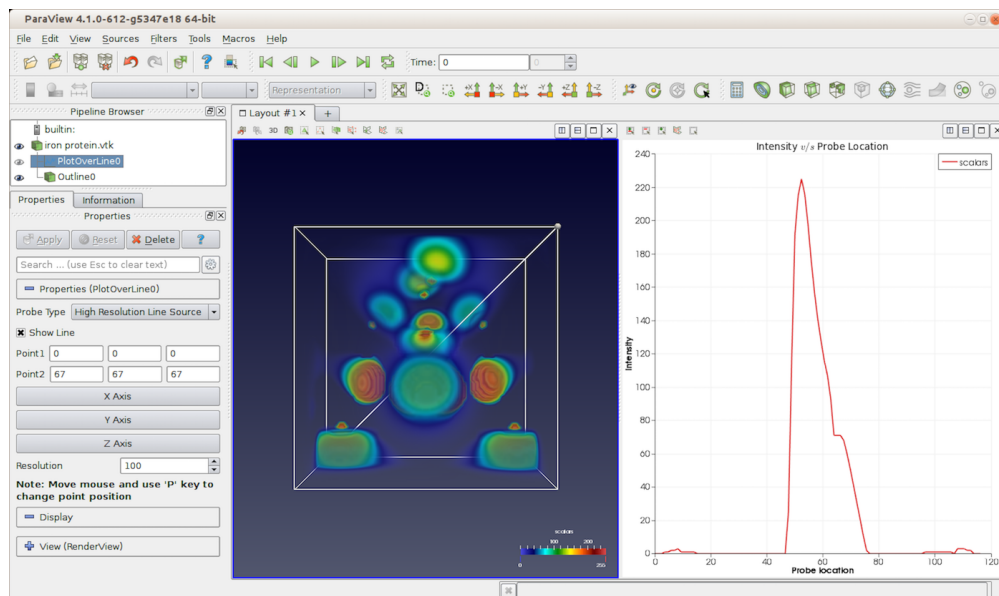 ParaView 4.1.0-612-g5347e18 64-bit
File Edit View Sources Filters Tools Macros Help
Time: 0 0
Representation
Pipeline Browser
builtin:
iron protein.vtk
PlotOverLine0
Outline0
Properties Information
Properties
Apply Reset Delete ?
Search ... (use Esc to clear text)
Properties (PlotOverLine0)
Probe Type High Resolution Line Source
Show Line
Point1 0 0 0
Point2 67 67 67
X Axis
Y Axis
Z Axis
Resolution 100
Note: Move mouse and use 'P' key to
change point position
Display
View (RenderView)
Layout #1 × +
3D
scalars
100 200
0 255
Intensity v/s Probe Location
scalars
240
220
200
180
160
140
120
100
80
60
40
20
0
Intensity
0 20 40 60 80 100 120
Probe location